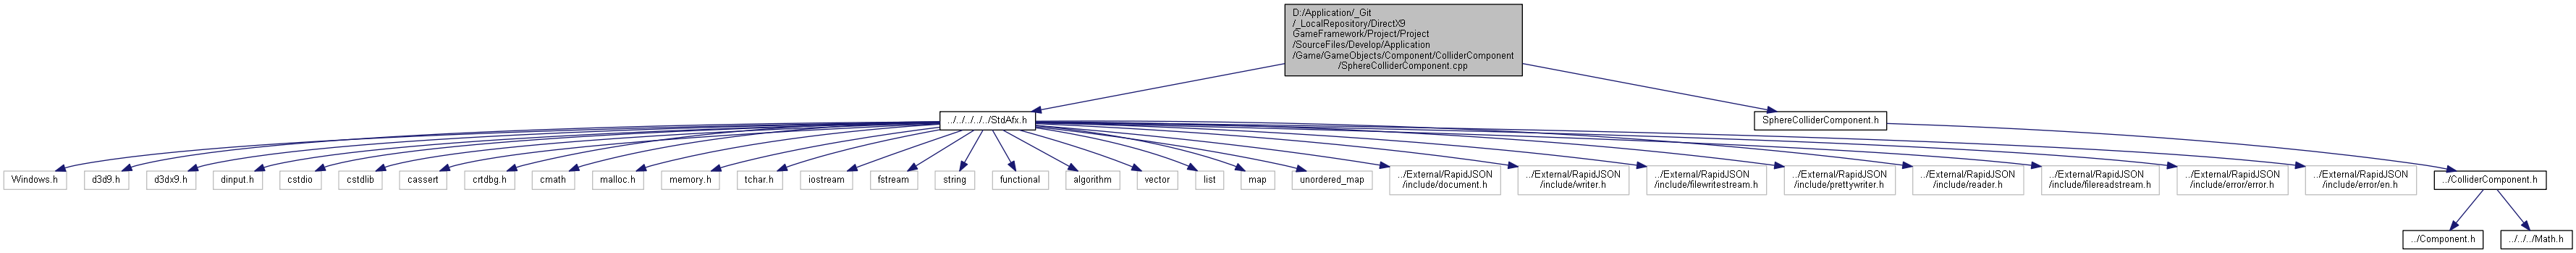 D:/Application/_Git
/_LocalRepository/DirectX9
GameFramework/Project/Project
/SourceFiles/Develop/Application
/Game/GameObjects/Component/ColliderComponent
/SphereColliderComponent.cpp
../../../../../StdAfx.h
SphereColliderComponent.h
Windows.h
d3d9.h
d3dx9.h
dinput.h
cstdio
cstdlib
cassert
crtdbg.h
cmath
malloc.h
memory.h
tchar.h
iostream
fstream
string
functional
algorithm
vector
list
map
unordered_map
../External/RapidJSON
/include/document.h
../External/RapidJSON
/include/writer.h
../External/RapidJSON
/include/filewritestream.h
../External/RapidJSON
/include/prettywriter.h
../External/RapidJSON
/include/reader.h
../External/RapidJSON
/include/filereadstream.h
../External/RapidJSON
/include/error/error.h
../External/RapidJSON
/include/error/en.h
../ColliderComponent.h
../Component.h
../../../Math.h